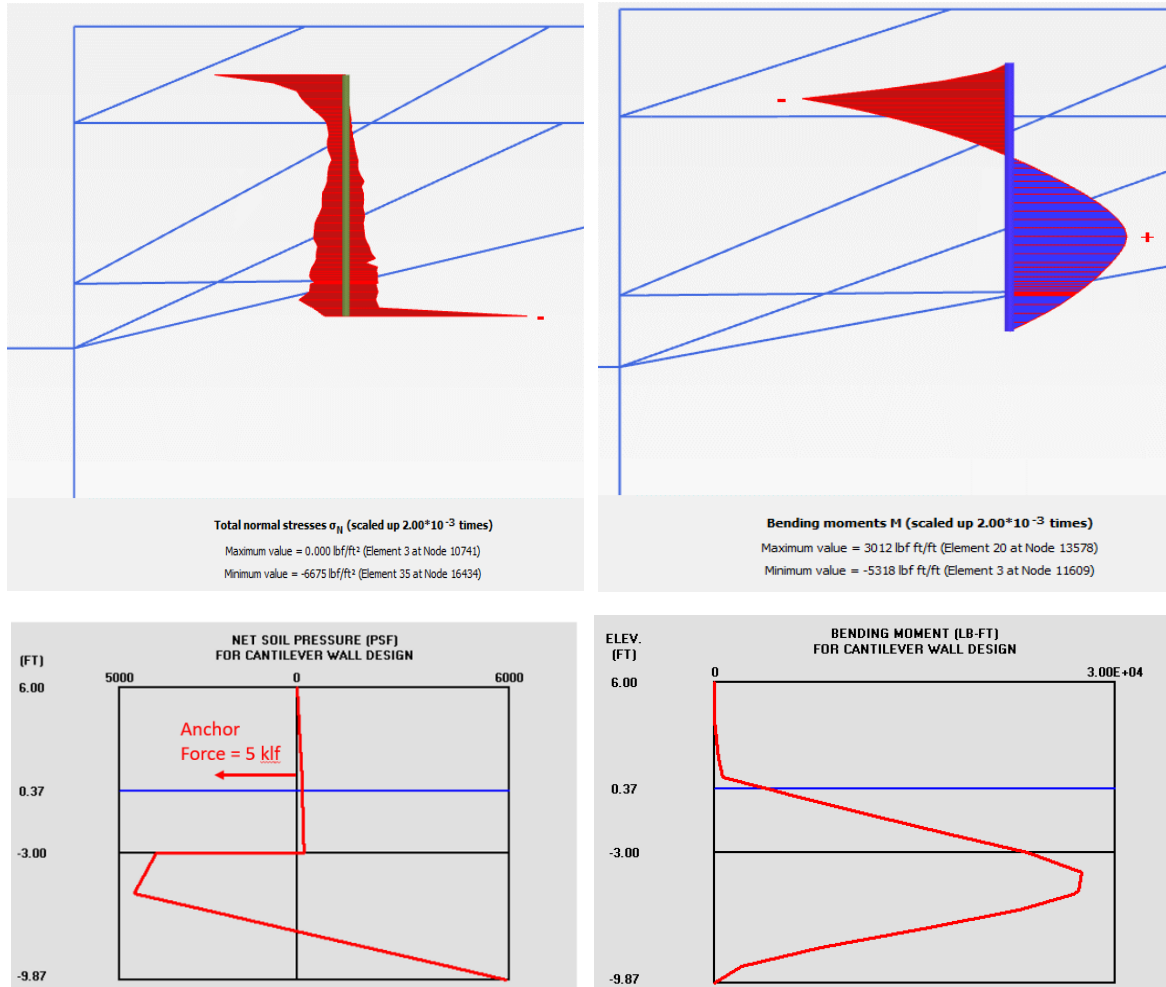 -
Total normal stresses σN (scaled up 2.00*10-3 times)
Maximum value = 0.000 lbf/ft² (Element 3 at Node 10741)
Minimum value = -6675 lbf/ft² (Element 35 at Node 16434)
-
+
Bending moments M (scaled up 2.00*10-3 times)
Maximum value = 3012 lbf ft/ft (Element 20 at Node 13578)
Minimum value = -5318 lbf ft/ft (Element 3 at Node 11609)
NET SOIL PRESSURE (PSF)
FOR CANTILEVER WALL DESIGN
(FT)
5000 0 6000
6.00
Anchor
Force = 5 klf
0.37
-3.00
-9.87
ELEV.
(FT)
BENDING MOMENT (LB-FT)
FOR CANTILEVER WALL DESIGN
0 3.00E+04
6.00
0.37
-3.00
-9.87